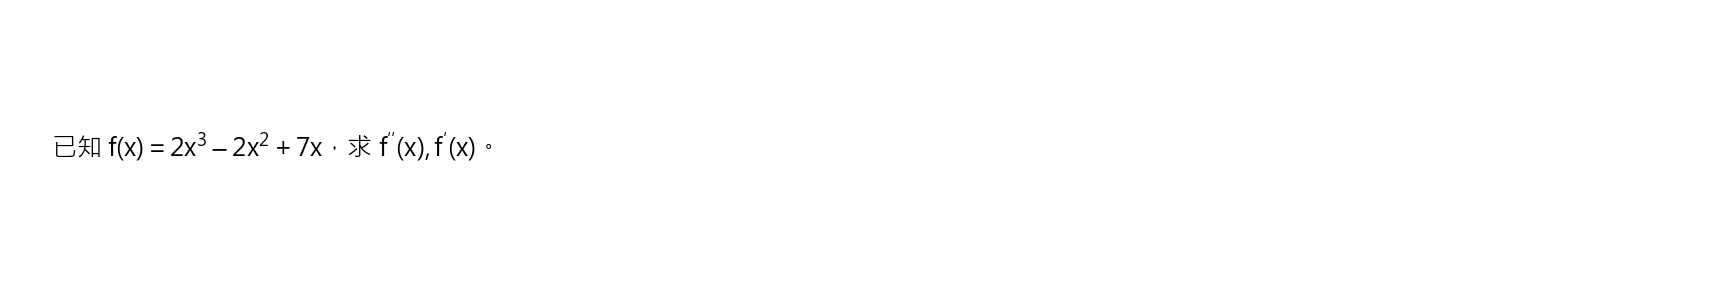 已知 f(x) = 2x³ – 2x² + 7x，求 f′′(x), f′(x)。